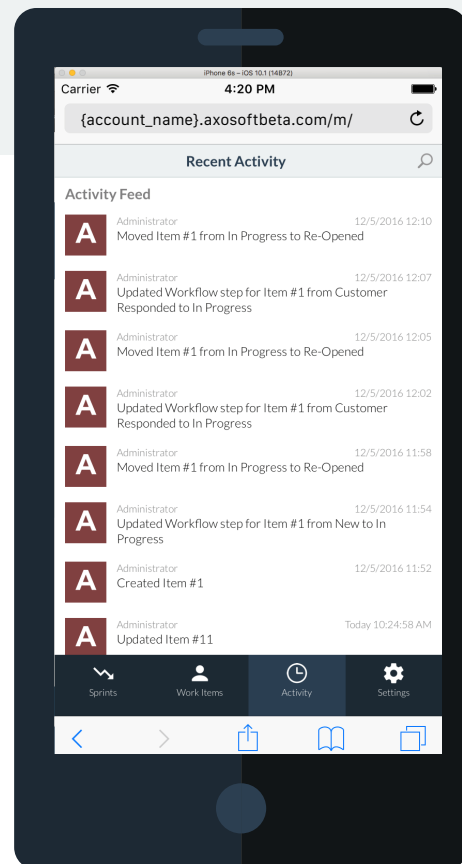 iPhone 6s – iOS 10.1 (14B72)
Carrier 4:20 PM
{account_name}.axosoftbeta.com/m/
Recent Activity
Activity Feed
A
Administrator 12/5/2016 12:10
Moved Item #1 from In Progress to Re-Opened
A
Administrator 12/5/2016 12:07
Updated Workflow step for Item #1 from Customer
Responded to In Progress
A
Administrator 12/5/2016 12:05
Moved Item #1 from In Progress to Re-Opened
A
Administrator 12/5/2016 12:02
Updated Workflow step for Item #1 from Customer
Responded to In Progress
A
Administrator 12/5/2016 11:58
Moved Item #1 from In Progress to Re-Opened
A
Administrator 12/5/2016 11:54
Updated Workflow step for Item #1 from New to In
Progress
A
Administrator 12/5/2016 11:52
Created Item #1
A
Administrator Today 10:24:58 AM
Updated Item #11
Sprints Work Items Activity Settings